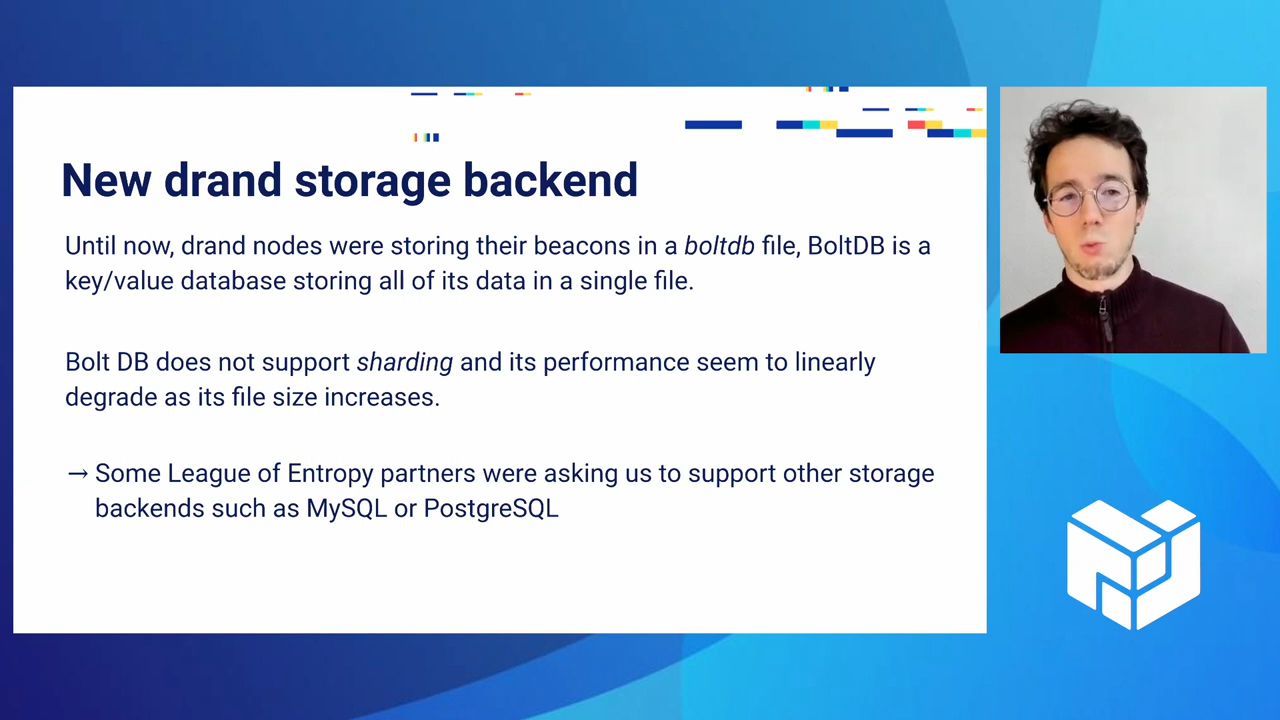 New drand storage backend
Until now, drand nodes were storing their beacons in a boltdb file, BoltDB is a
key/value database storing all of its data in a single file.
Bolt DB does not support sharding and its performance seem to linearly
degrade as its file size increases.
→ Some League of Entropy partners were asking us to support other storage
backends such as MySQL or PostgreSQL